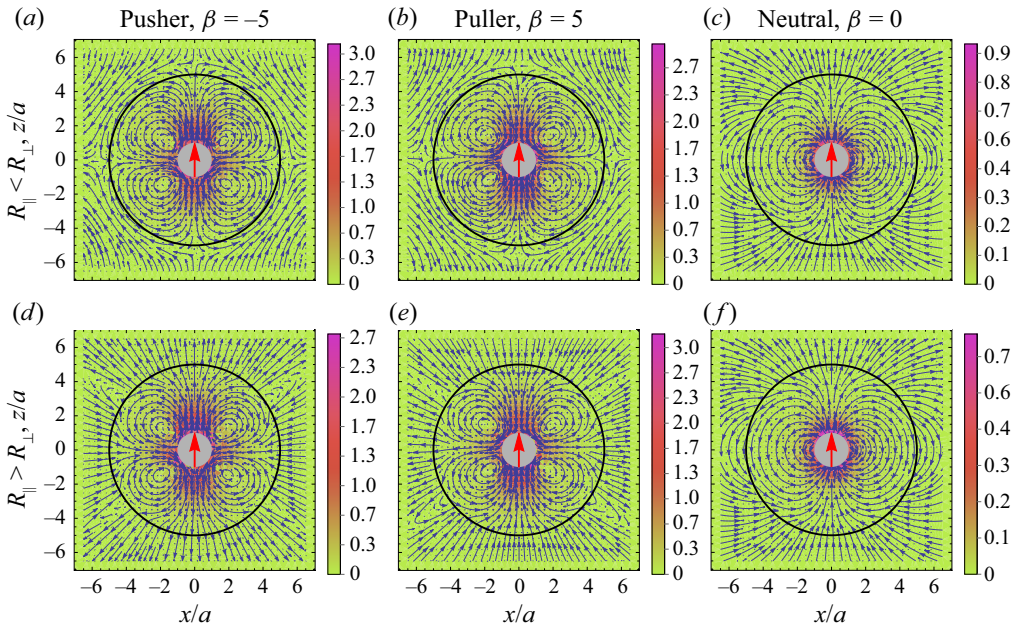 (a) Pusher, β = –5 (b) Puller, β = 5 (c) Neutral, β = 0
R∥ < R⊥, z/a
6 4 2 0 –2 –4 –6
3.0 2.7 2.3 2.0 1.7 1.3 1.0 0.7 0.3 0
2.7 2.3 2.0 1.7 1.3 1.0 0.7 0.3 0
0.9 0.8 0.7 0.6 0.5 0.4 0.3 0.2 0.1 0
(d) (e) (f)
R∥ > R⊥, z/a
6 4 2 0 –2 –4 –6
2.7 2.3 2.0 1.7 1.3 1.0 0.7 0.3 0
3.0 2.7 2.3 2.0 1.7 1.3 1.0 0.7 0.3 0
0.7 0.6 0.5 0.4 0.3 0.2 0.1 0
–6 –4 –2 0 2 4 6 –6 –4 –2 0 2 4 6 –6 –4 –2 0 2 4 6
x/a x/a x/a